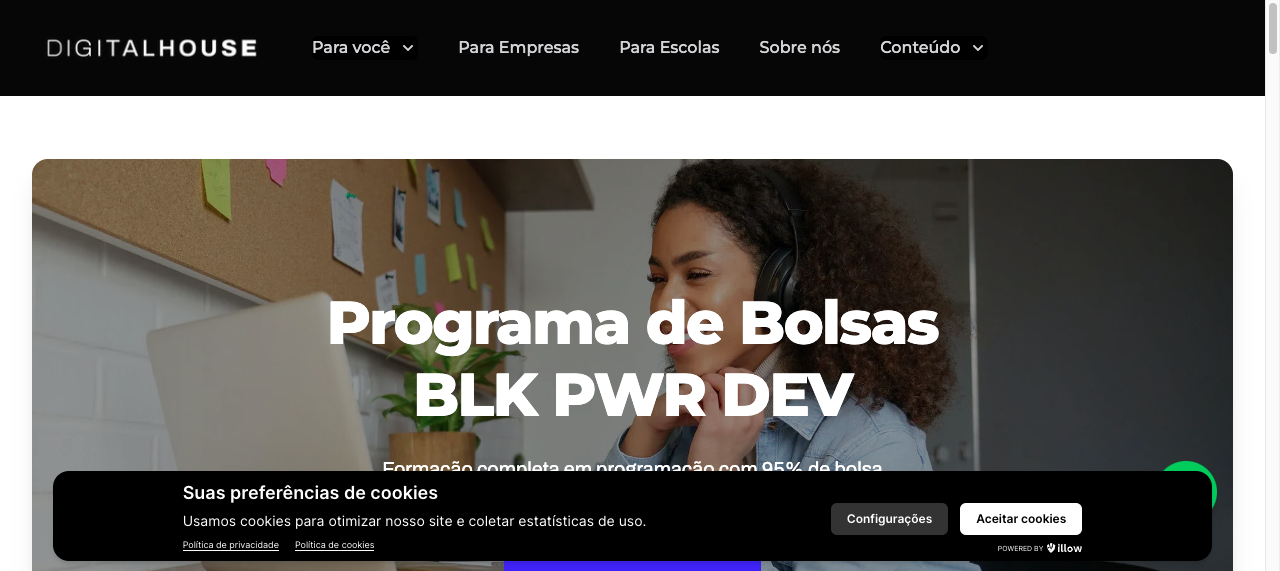 DIGITALHOUSE
Para você
Para Empresas
Para Escolas
Sobre nós
Conteúdo
Programa de Bolsas
BLK PWR DEV
Formação completa em programação com 95% de bolsa
Suas preferências de cookies
Usamos cookies para otimizar nosso site e coletar estatísticas de uso.
Política de privacidade
Política de cookies
Configurações
Aceitar cookies
POWERED BY illow